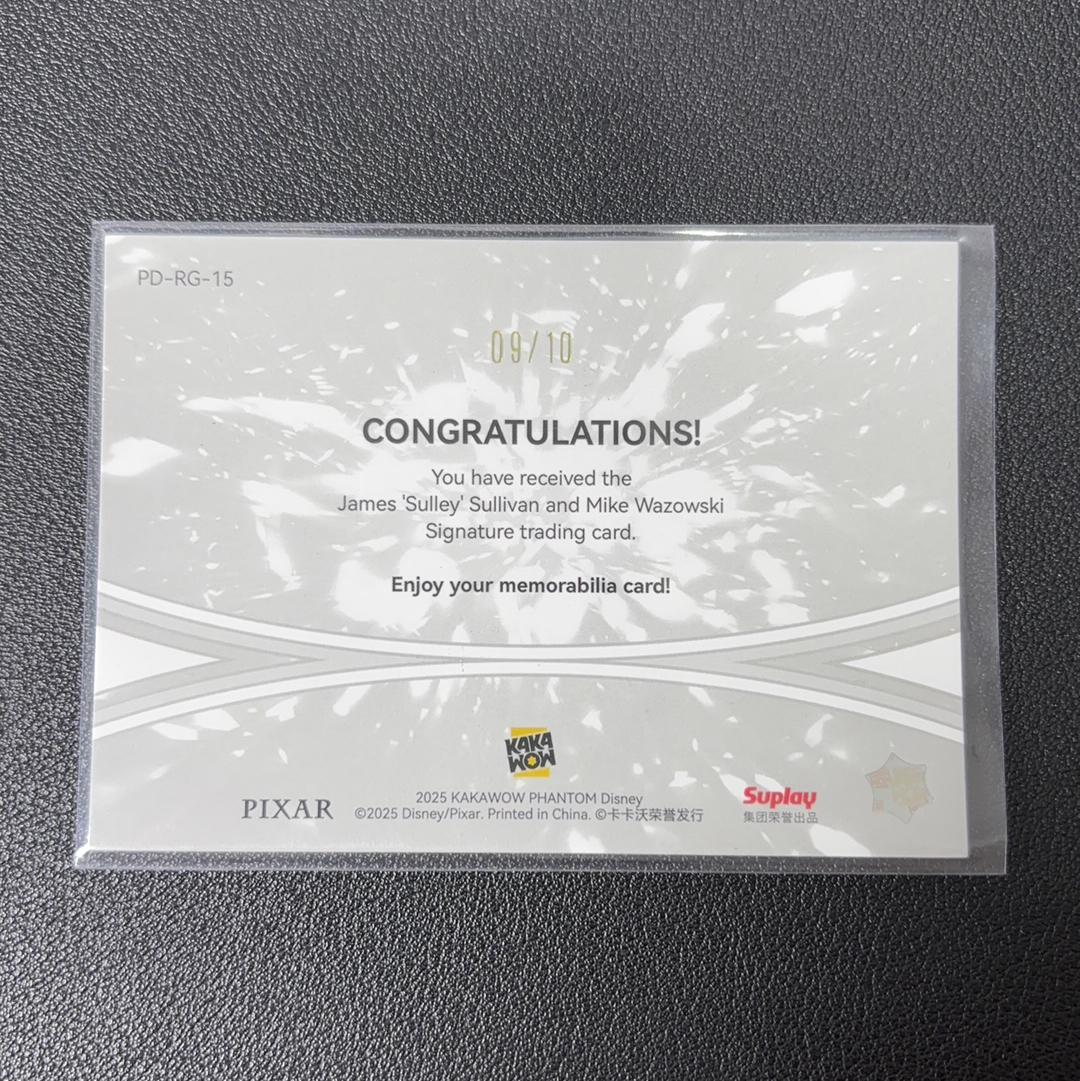 PD-RG-15
09/10
CONGRATULATIONS!
You have received the
James 'Sulley' Sullivan and Mike Wazowski
Signature trading card.
Enjoy your memorabilia card!
KAKA
WOW
PIXAR
2025 KAKAWOW PHANTOM Disney
©2025 Disney/Pixar. Printed in China. ©卡卡沃荣誉发行
Suplay
集团荣誉出品